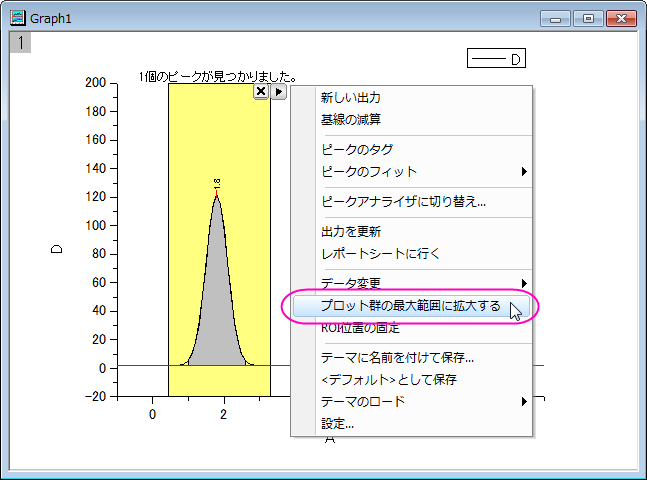 Graph1
1
D
1個のピークが見つかりました。
200
180
160
140
120
100
80
60
40
20
0
−20
D
1.8
0
2
A
新しい出力
基線の減算
ピークのタグ
ピークのフィット
ピークアナライザに切り替え...
出力を更新
レポートシートに行く
データ変更
プロット群の最大範囲に拡大する
ROI位置の固定
テーマに名前を付けて保存...
<デフォルト>として保存
テーマのロード
設定...